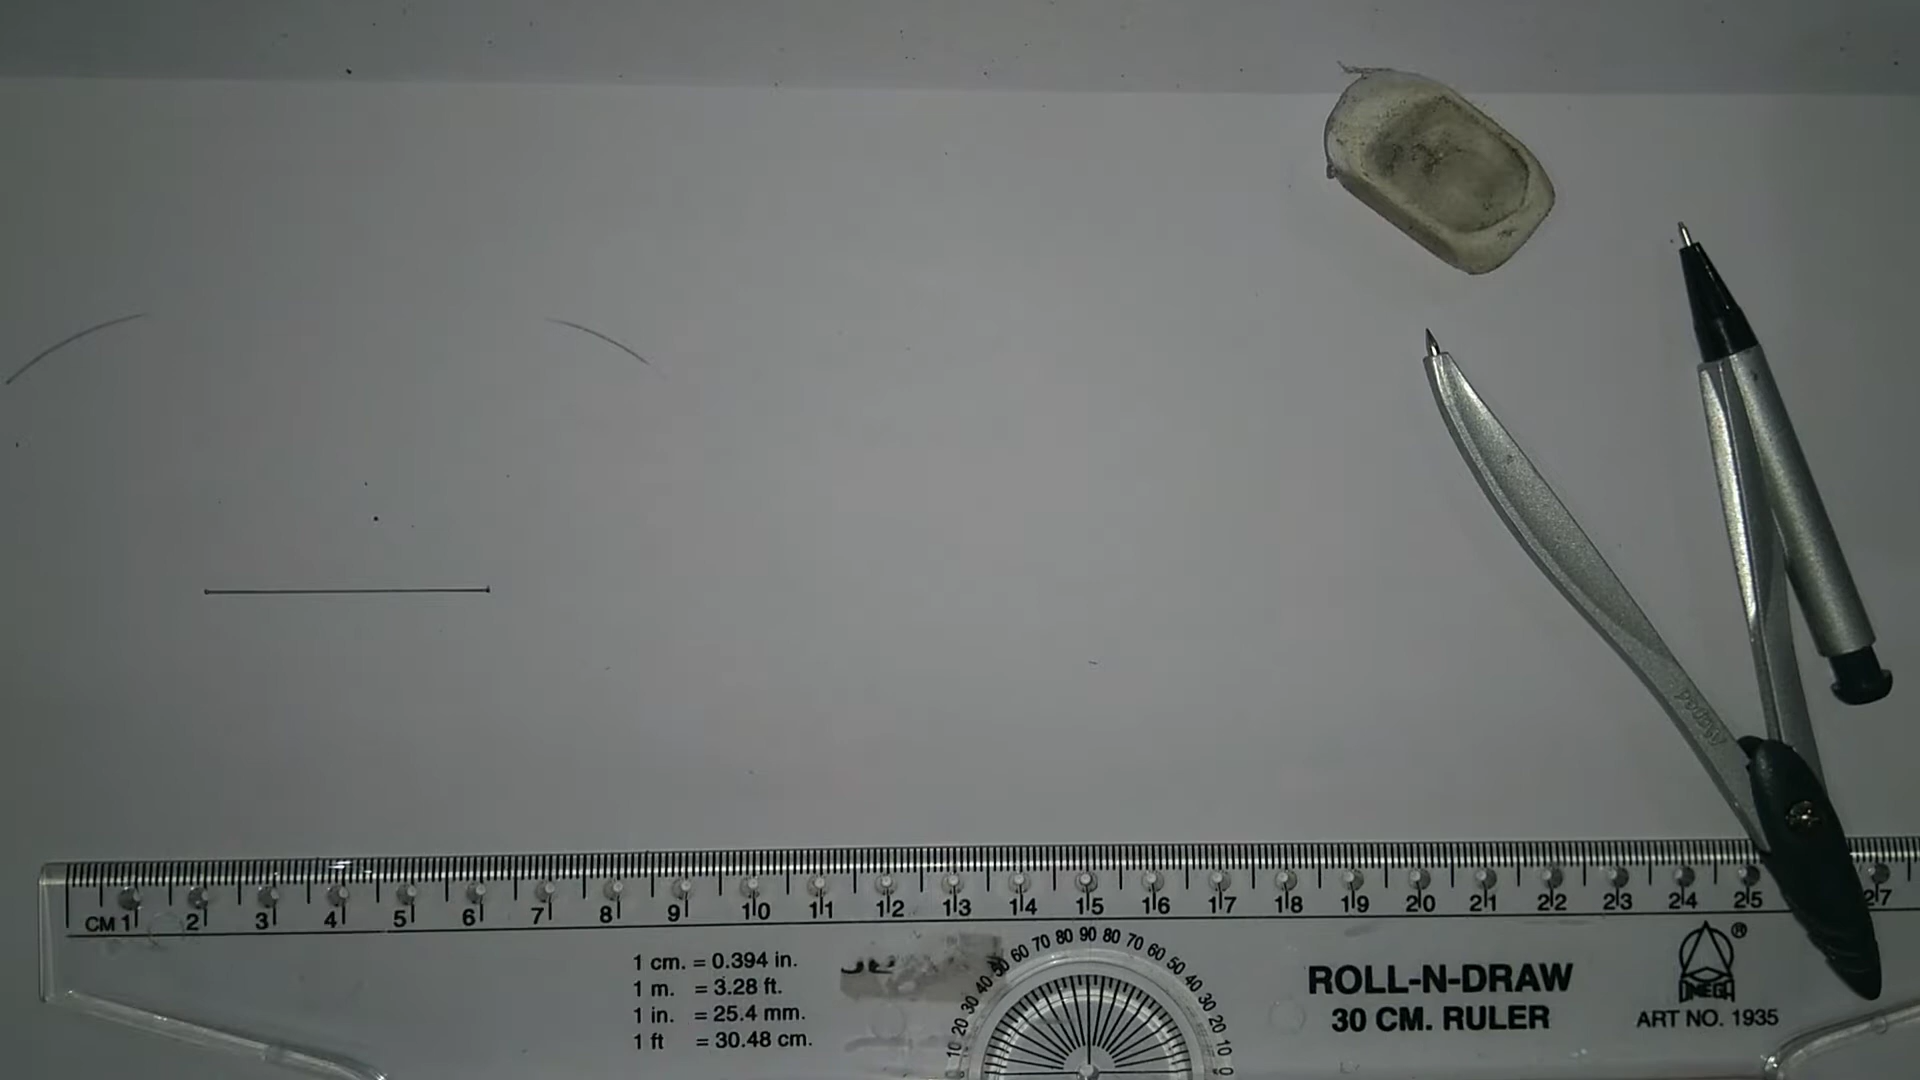 CM 1 2 3 4 5 6 7 8 9 10 11 12 13 14 15 16 17 18 19 20 21 22 23 24 25 27
1 cm. = 0.394 in.
1 m. = 3.28 ft.
1 in. = 25.4 mm.
1 ft = 30.48 cm.
0 10 20 30 40 50 60 70 80 90 80 70 60 50 40 30 20 10 0
ROLL-N-DRAW
30 CM. RULER
®
ART NO. 1935